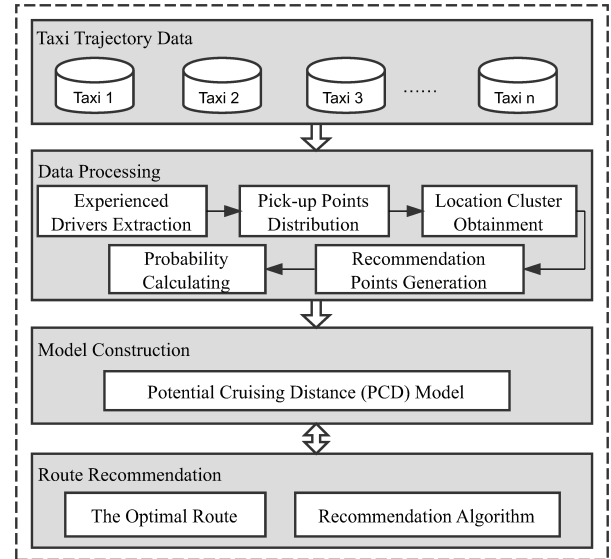 Taxi Trajectory Data
Taxi 1
Taxi 2
Taxi 3
......
Taxi n
Data Processing
Experienced
Drivers Extraction
Pick-up Points
Distribution
Location Cluster
Obtainment
Recommendation
Points Generation
Probability
Calculating
Model Construction
Potential Cruising Distance (PCD) Model
Route Recommendation
The Optimal Route
Recommendation Algorithm